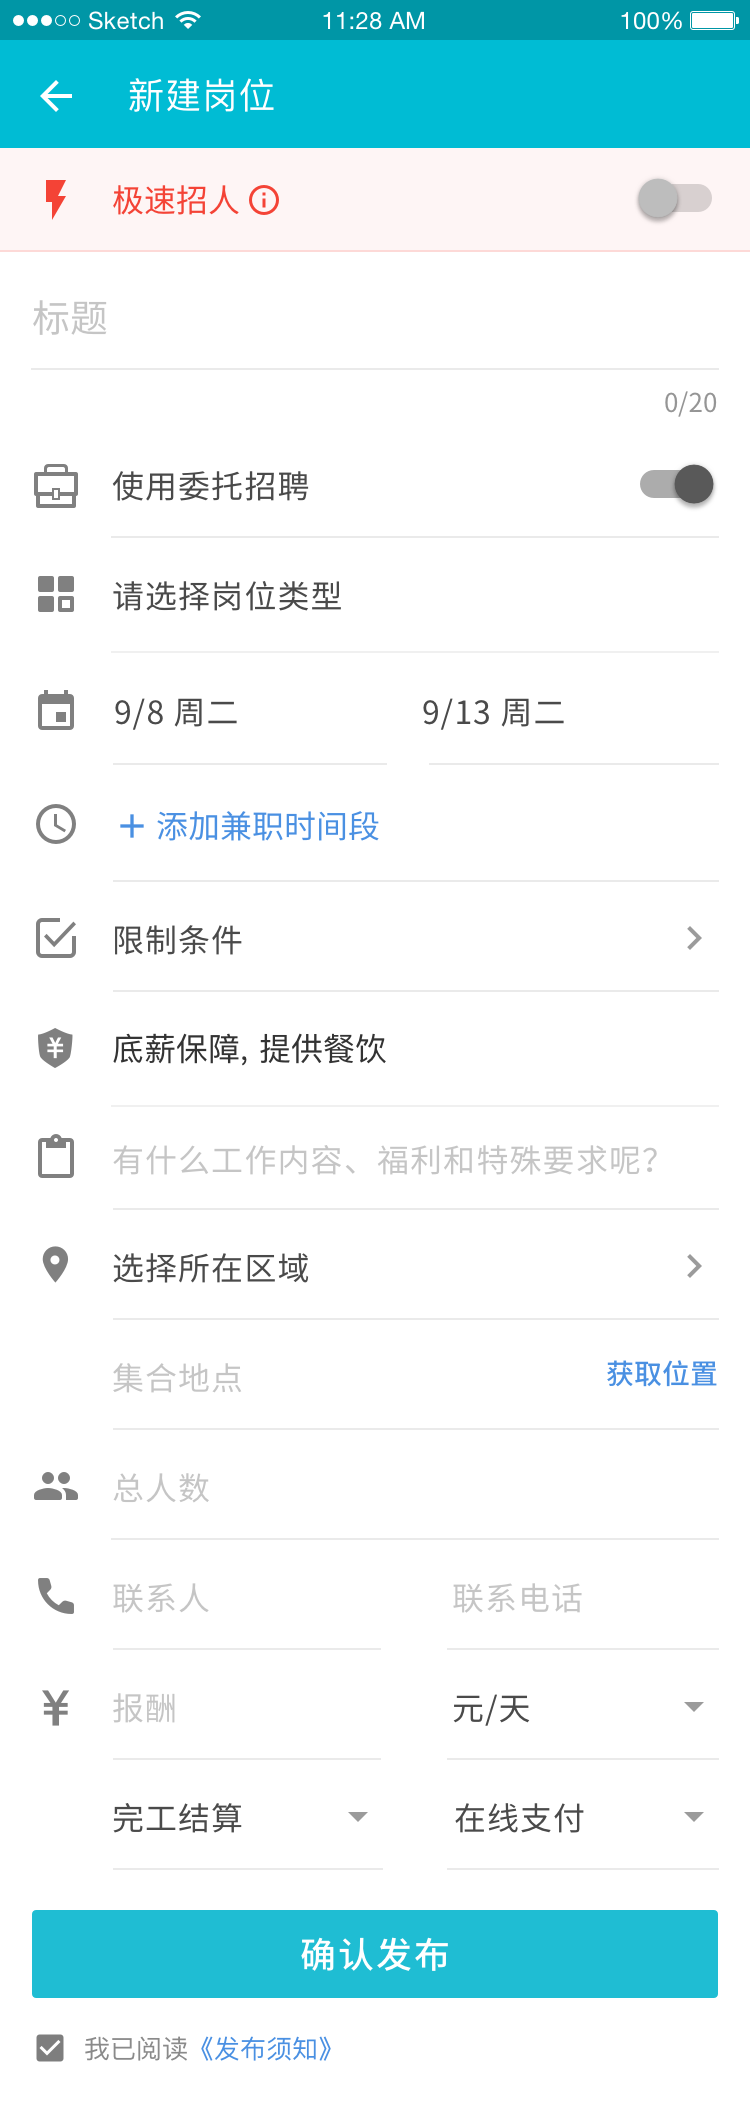 Sketch 11:28 AM 100%
新建岗位
极速招人
标题
0/20
使用委托招聘
请选择岗位类型
9/8 周二 9/13 周二
+ 添加兼职时间段
限制条件
底薪保障, 提供餐饮
有什么工作内容、福利和特殊要求呢?
选择所在区域
集合地点 获取位置
总人数
联系人 联系电话
¥ 报酬 元/天
完工结算 在线支付
确认发布
我已阅读《发布须知》